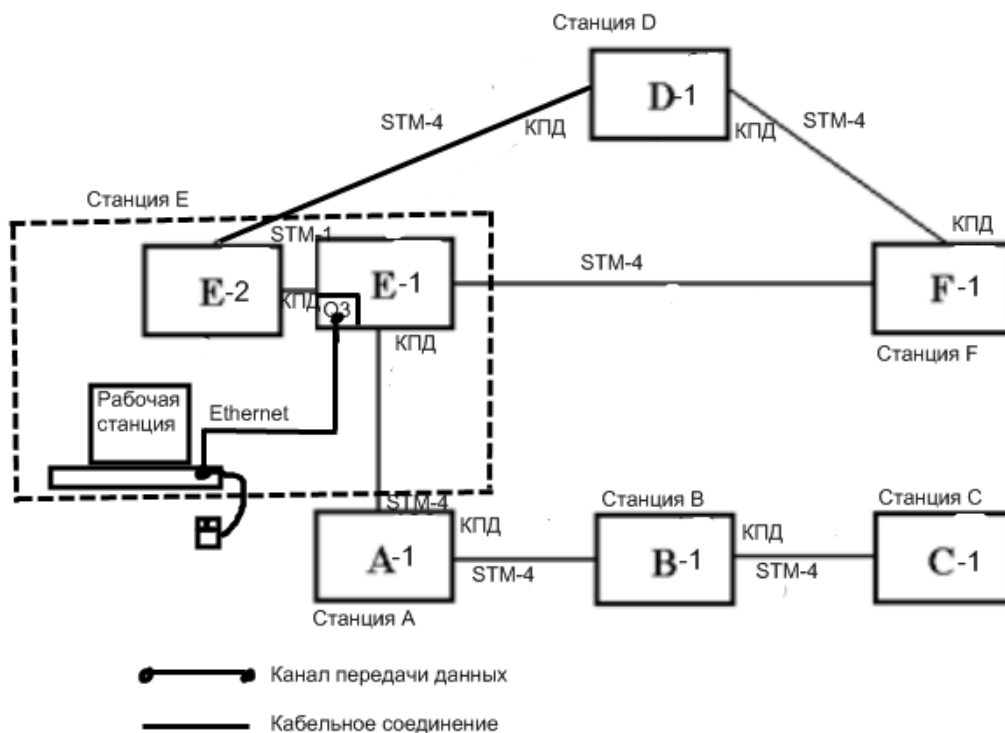 Станция D
D-1
STM-4
КПД
КПД
STM-4
Станция E
КПД
STM-1
E-2
КПД
E-1
Q3
STM-4
F-1
КПД
Станция F
Рабочая
станция
Ethernet
STM-4
КПД
Станция B
КПД
Станция C
A-1
STM-4
B-1
STM-4
C-1
Станция A
Канал передачи данных
Кабельное соединение